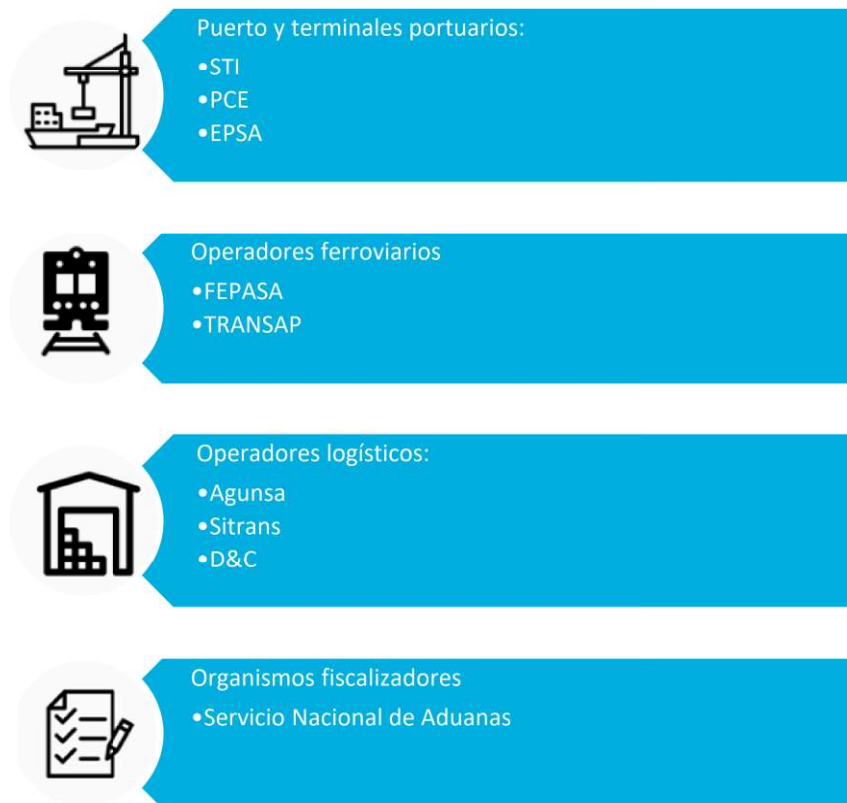 Puerto y terminales portuarios:
•STI
•PCE
•EPSA
Operadores ferroviarios
•FEPASA
•TRANSAP
Operadores logísticos:
•Agunsa
•Sitrans
•D&C
Organismos fiscalizadores
•Servicio Nacional de Aduanas